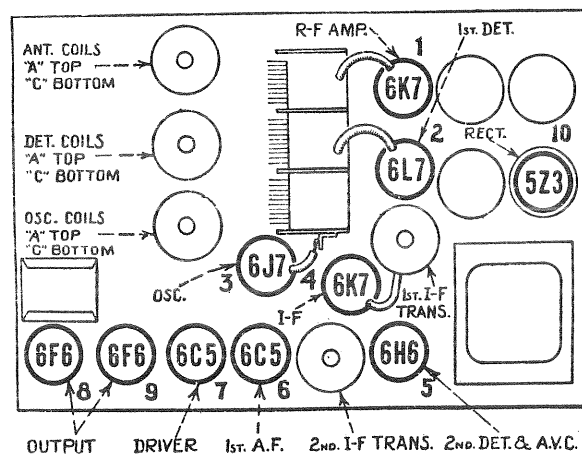 R-F AMP.
1
1ST. DET.
ANT. COILS
"A" TOP
"C" BOTTOM
6K7
DET. COILS
"A" TOP
"C" BOTTOM
2
RECT.
10
6L7
5Z3
OSC. COILS
"A" TOP
"C" BOTTOM
3
6J7
4
6K7
OSC.
I-F
1ST. I-F
TRANS.
6F6
6F6
6C5
6C5
6H6
8
9
7
6
5
OUTPUT
DRIVER
1ST. A.F.
2ND. I-F TRANS.
2ND. DET. & A.V.C.